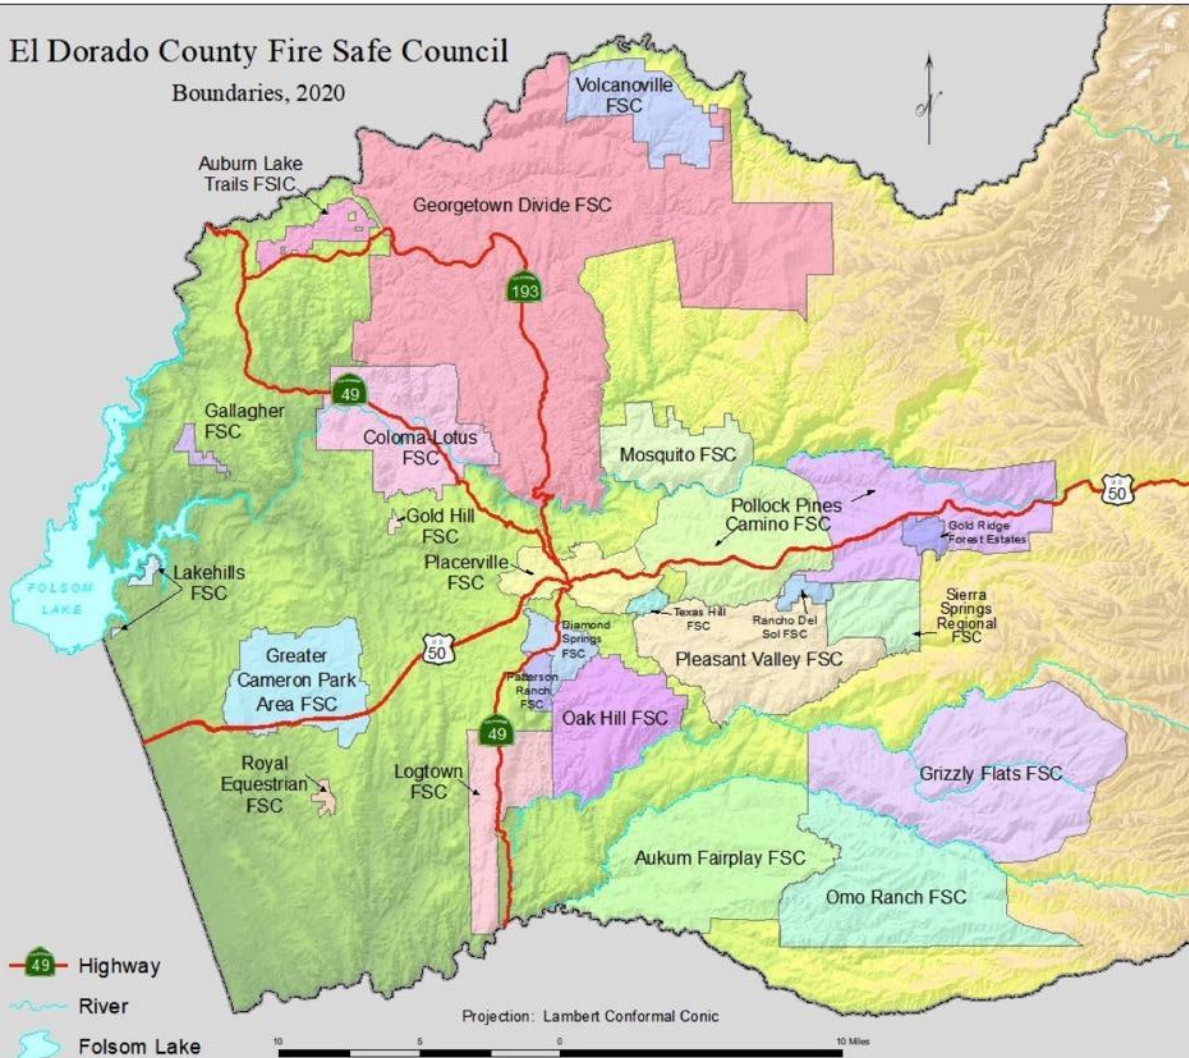 El Dorado County Fire Safe Council
Boundaries, 2020
N
Volcanoville
FSC
Auburn Lake
Trails FSIC
Georgetown Divide FSC
193
49
Gallagher
FSC
Coloma-Lotus
FSC
Mosquito FSC
Pollock Pines
Camino FSC
U S
50
Gold Hill
FSC
Gold Ridge
Forest Estates
Placerville
FSC
Lakehills
FSC
FOLSOM
LAKE
Texas Hill
FSC
Rancho Del
Sol FSC
Sierra
Springs
Regional
FSC
Diamond
Springs
FSC
U S
50
Greater
Cameron Park
Area FSC
Pleasant Valley FSC
Patterson
Ranch
FSC
Oak Hill FSC
49
Royal
Equestrian
FSC
Logtown
FSC
Grizzly Flats FSC
Aukum Fairplay FSC
Omo Ranch FSC
49 Highway
River
Folsom Lake
Projection: Lambert Conformal Conic
10 5 0 10 Miles